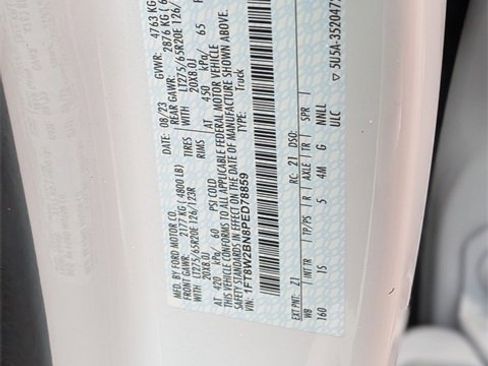 MFD. BY FORD MOTOR CO.
08/23 GVWR: 4763 KG
FRONT GAWR: 2177 KG (4800 LB) REAR GAWR: 2876 KG (6
WITH LT275/65R20E 126/123R TIRES WITH LT275/65R20E 126/
20X8.0J RIMS 20X8.0J
AT 420 kPa/ 60 PSI COLD AT 450 kPa/ 65
THIS VEHICLE CONFORMS TO ALL APPLICABLE FEDERAL MOTOR VEHICLE
SAFETY STANDARDS IN EFFECT ON THE DATE OF MANUFACTURE SHOWN ABOVE.
VIN: 1FT8W2BN8PED78859 Truck
EXT PNT: Z1 RC: 21 DSO:
WB INT TR TP/PS R AXLE TR SPR
160 15 5 4M G NNLL
ULC
5U5A-352047